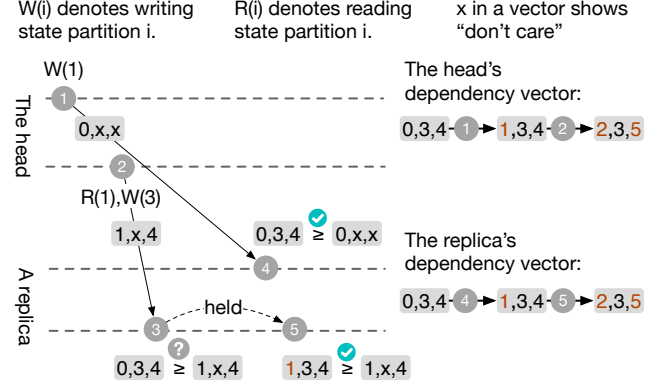 W(i) denotes writing
state partition i.
R(i) denotes reading
state partition i.
x in a vector shows
“don’t care”
W(1)
The head
1
0,x,x
2
R(1),W(3)
1,x,4
The head’s
dependency vector:
0,3,4 1 1,3,4 2 2,3,5
0,3,4 ≥ 0,x,x
4
A replica
held
3
5
?
0,3,4 ≥ 1,x,4
1,3,4 ≥ 1,x,4
The replica’s
dependency vector:
0,3,4 4 1,3,4 5 2,3,5